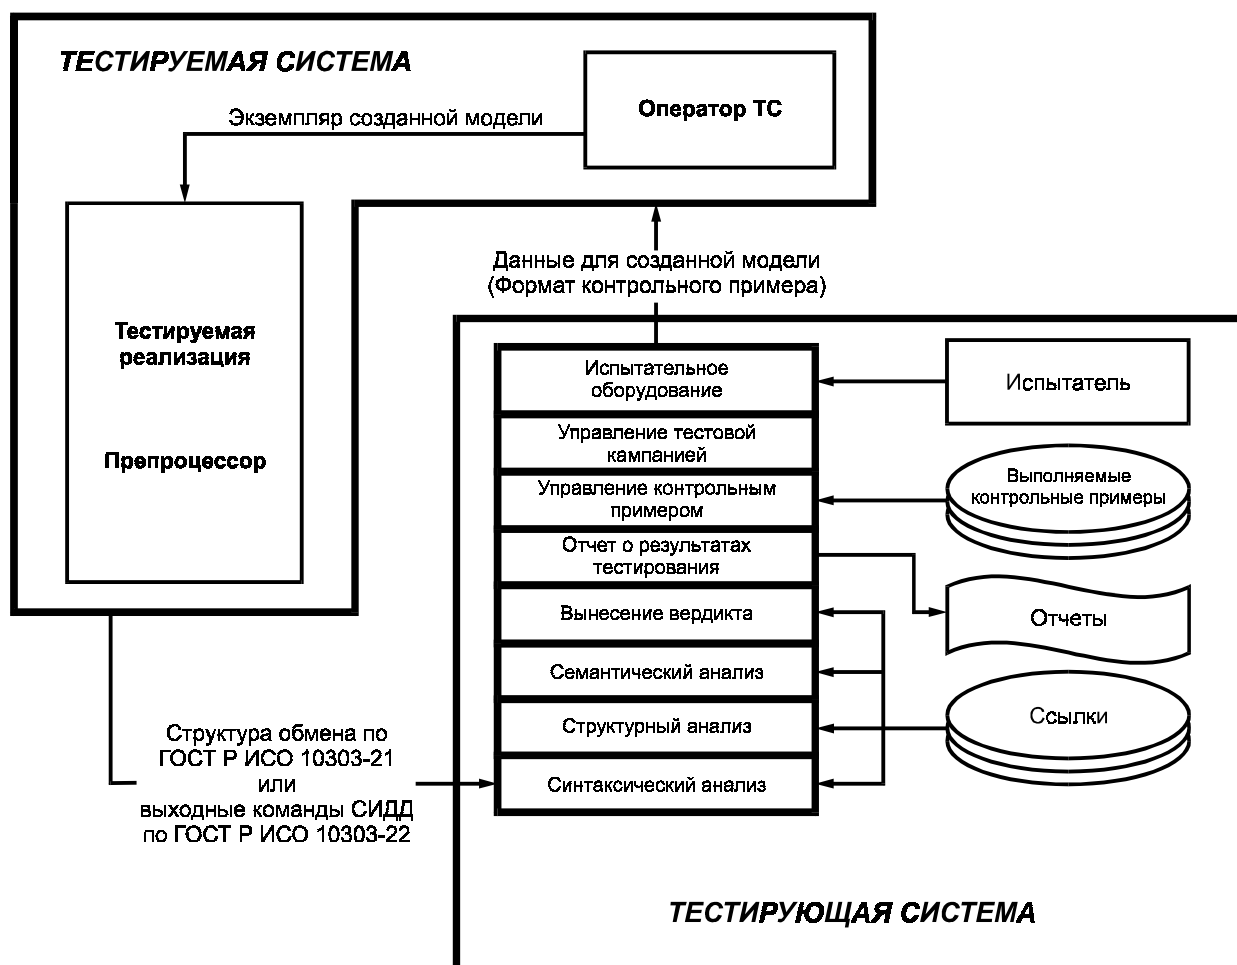 ТЕСТИРУЕМАЯ СИСТЕМА
Оператор ТС
Экземпляр созданной модели
Тестируемая
реализация
Препроцессор
Данные для созданной модели
(Формат контрольного примера)
Испытательное
оборудование
Испытатель
Управление тестовой
кампанией
Управление контрольным
примером
Выполняемые
контрольные примеры
Отчет о результатах
тестирования
Отчеты
Вынесение вердикта
Семантический анализ
Структурный анализ
Синтаксический анализ
Ссылки
Структура обмена по
ГОСТ Р ИСО 10303-21
или
выходные команды СИДД
по ГОСТ Р ИСО 10303-22
ТЕСТИРУЮЩАЯ СИСТЕМА